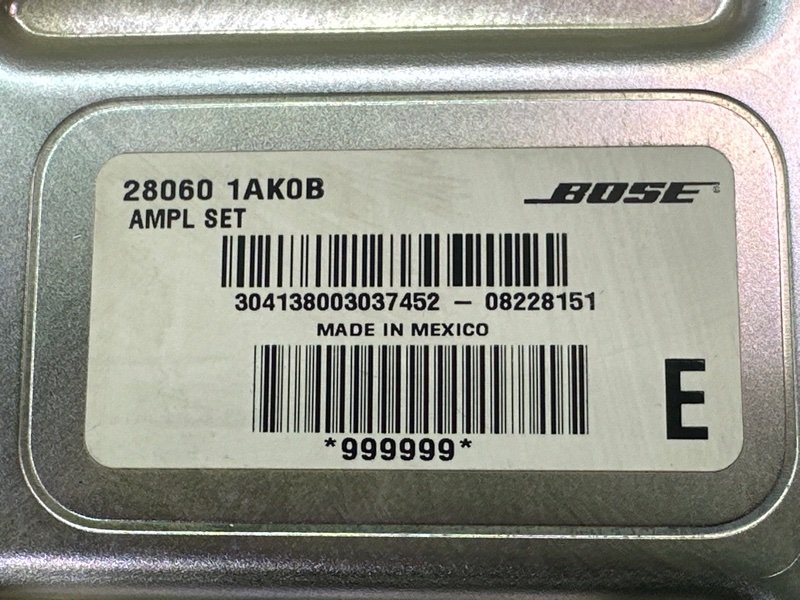 28060 1AK0B
BOSE
AMPL SET
304138003037452 - 08228151
MADE IN MEXICO
*999999*
E